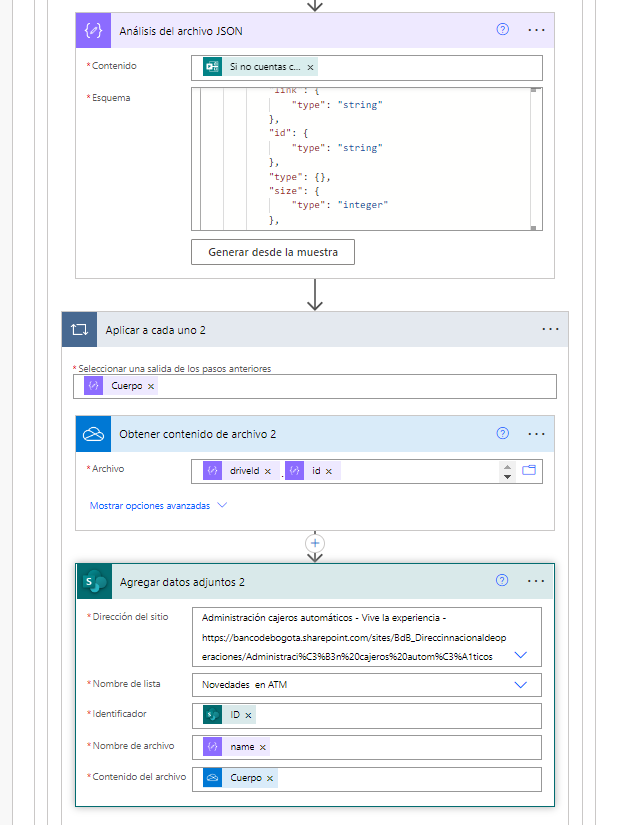 Análisis del archivo JSON
* Contenido
Si no cuentas c... ×
* Esquema
"link": {
"type": "string"
},
"id": {
"type": "string"
},
"type": {},
"size": {
"type": "integer"
},
Generar desde la muestra
Aplicar a cada uno 2
* Seleccionar una salida de los pasos anteriores
Cuerpo ×
Obtener contenido de archivo 2
* Archivo
driveId × . id ×
Mostrar opciones avanzadas
Agregar datos adjuntos 2
* Dirección del sitio
Administración cajeros automáticos - Vive la experiencia -
https://bancodebogota.sharepoint.com/sites/BdB_Direccinnacionaldeop
eraciones/Administraci%C3%B3n%20cajeros%20autom%C3%A1ticos
* Nombre de lista
Novedades en ATM
* Identificador
ID ×
* Nombre de archivo
name ×
* Contenido del archivo
Cuerpo ×